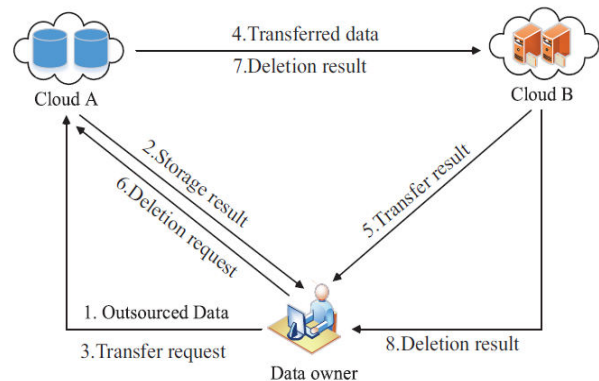 4.Transferred data
7.Deletion result
Cloud A
Cloud B
2.Storage result
6.Deletion request
5.Transfer result
1. Outsourced Data
3.Transfer request
8.Deletion result
Data owner